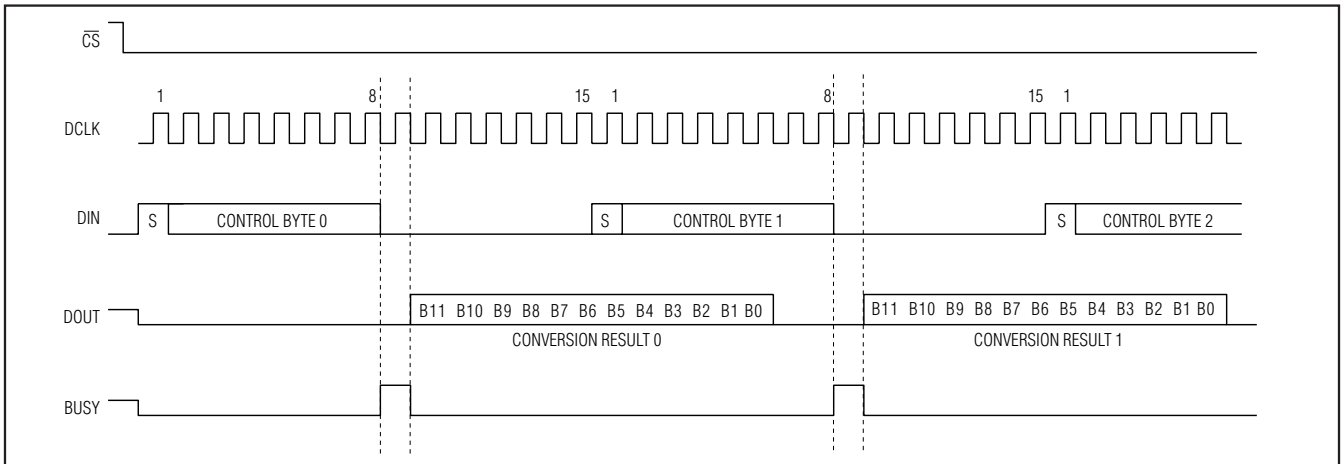 CS
1 8 15 1 8 15 1
DCLK
DIN S CONTROL BYTE 0 S CONTROL BYTE 1 S CONTROL BYTE 2
DOUT B11 B10 B9 B8 B7 B6 B5 B4 B3 B2 B1 B0 B11 B10 B9 B8 B7 B6 B5 B4 B3 B2 B1 B0
CONVERSION RESULT 0 CONVERSION RESULT 1
BUSY